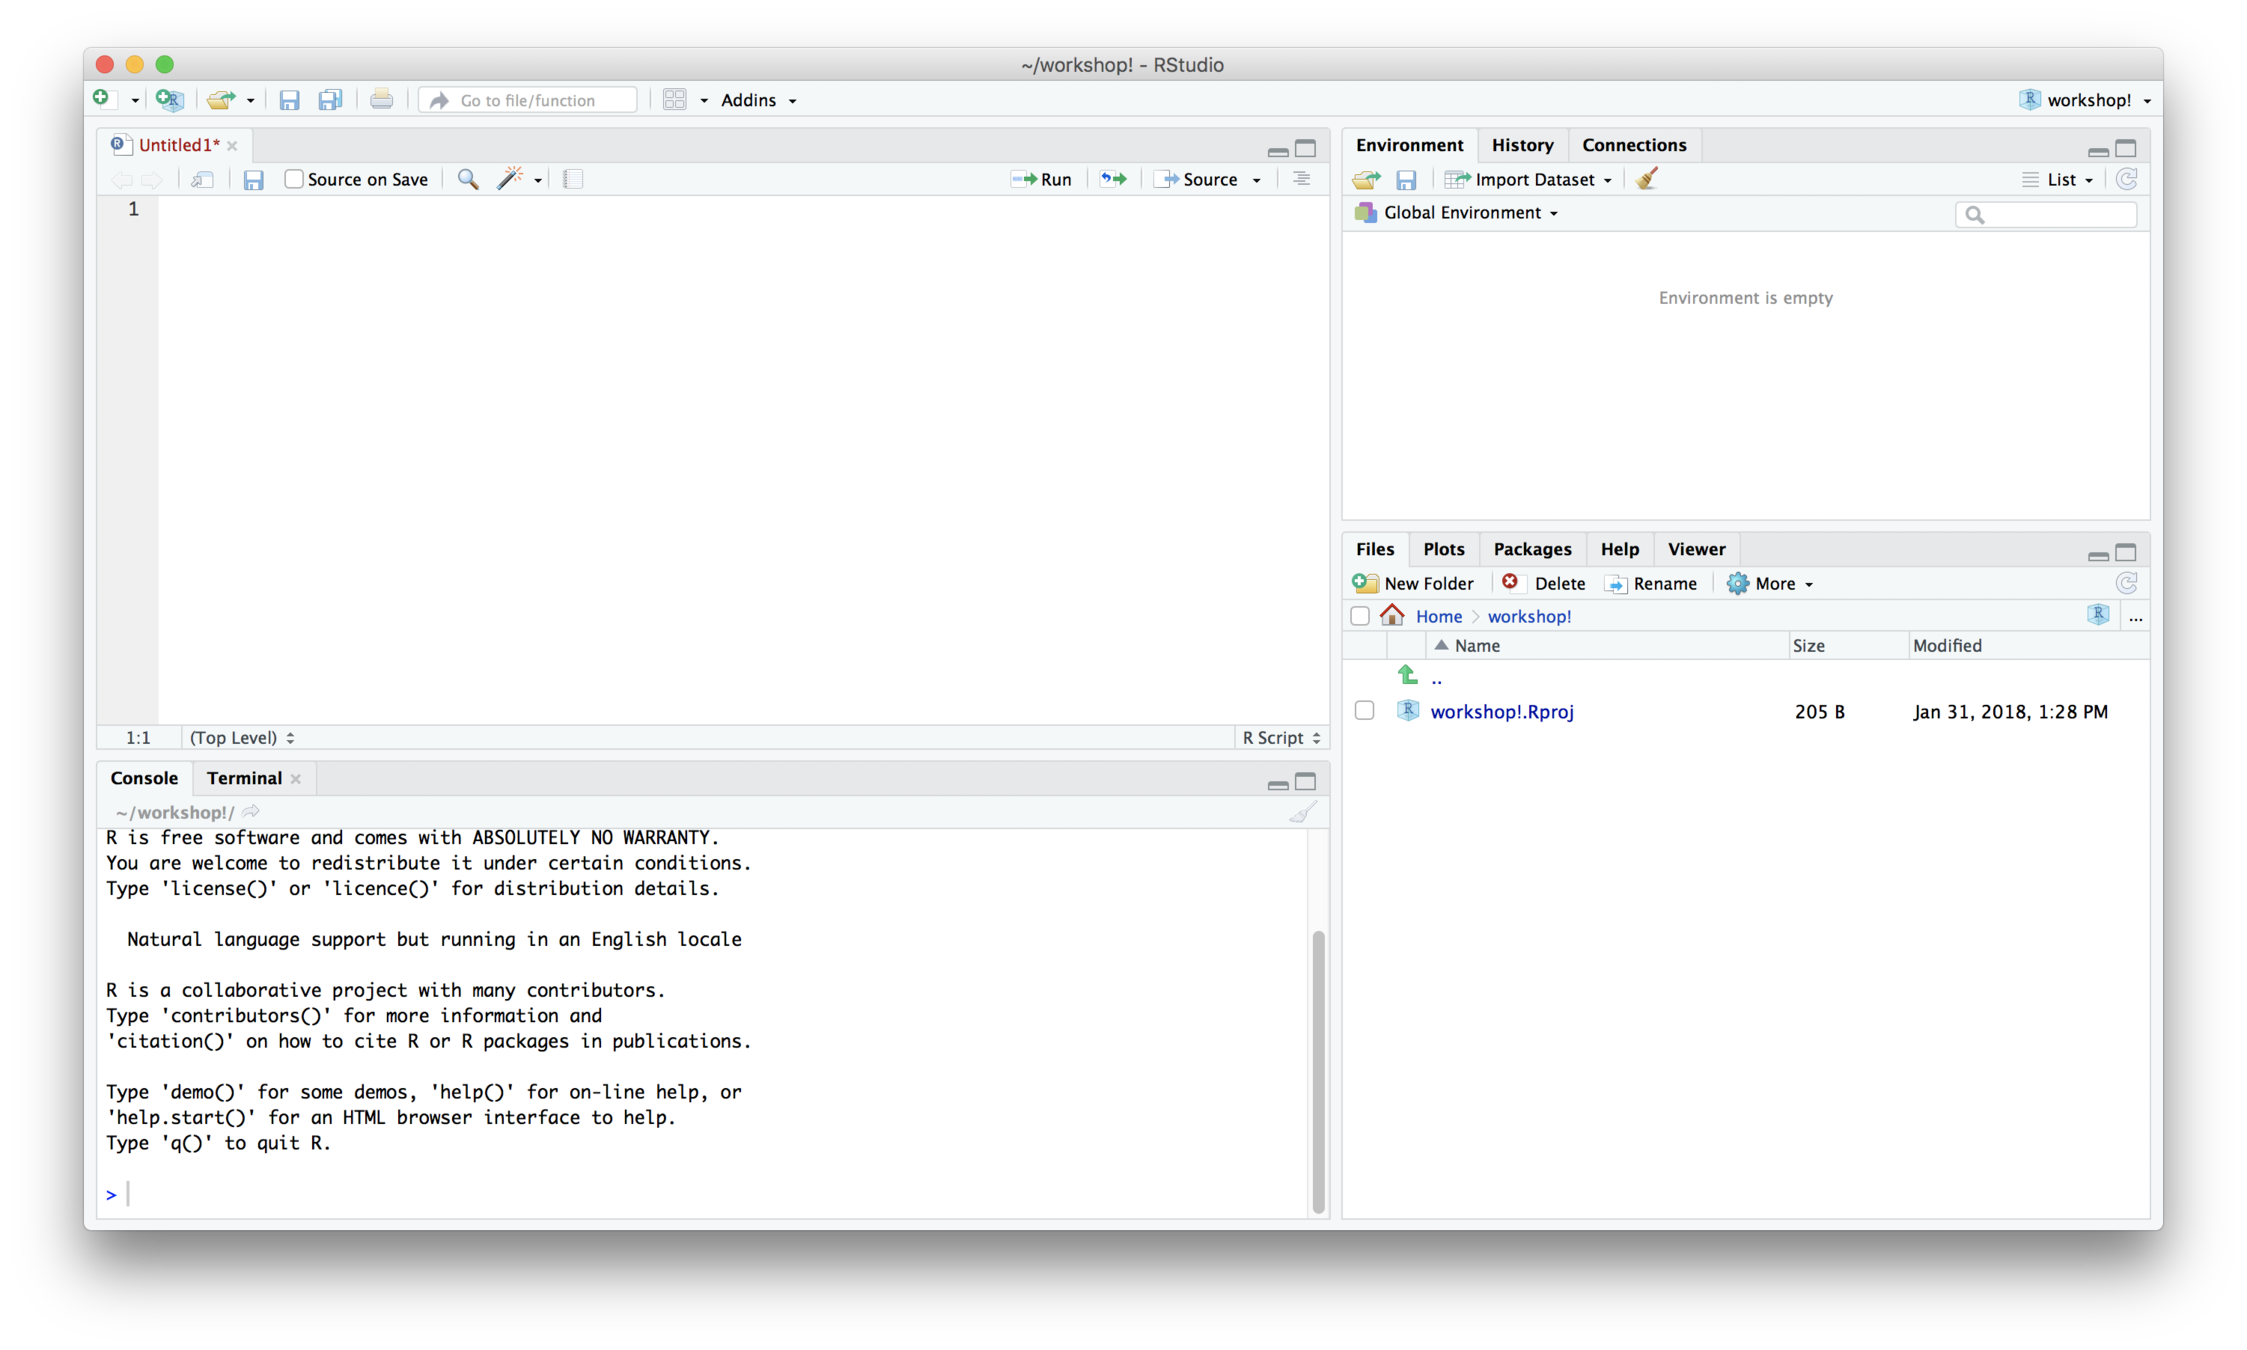 ~/workshop! - RStudio
Go to file/function
Addins
workshop!
Untitled1*
Source on Save
Run
Source
1
1:1
(Top Level)
R Script
Console
Terminal
~/workshop!/
R is free software and comes with ABSOLUTELY NO WARRANTY.
You are welcome to redistribute it under certain conditions.
Type 'license()' or 'licence()' for distribution details.
Natural language support but running in an English locale
R is a collaborative project with many contributors.
Type 'contributors()' for more information and
'citation()' on how to cite R or R packages in publications.
Type 'demo()' for some demos, 'help()' for on-line help, or
'help.start()' for an HTML browser interface to help.
Type 'q()' to quit R.
>
Environment
History
Connections
Import Dataset
List
Global Environment
Environment is empty
Files
Plots
Packages
Help
Viewer
New Folder
Delete
Rename
More
Home
workshop!
...
Name
Size
Modified
..
workshop!.Rproj
205 B
Jan 31, 2018, 1:28 PM